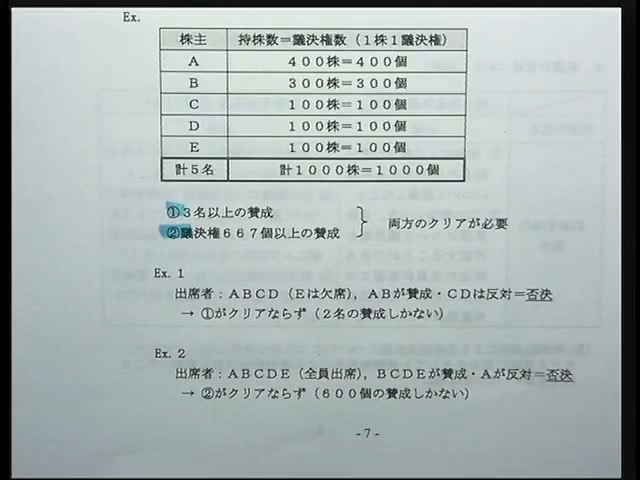 Ex.
株主 持株数＝議決権数（１株１議決権）
Ａ ４００株＝４００個
Ｂ ３００株＝３００個
Ｃ １００株＝１００個
Ｄ １００株＝１００個
Ｅ １００株＝１００個
計５名 計１０００株＝１０００個
①３名以上の賛成
②議決権６６７個以上の賛成
両方のクリアが必要
Ex. 1
出席者：ＡＢＣＤ（Ｅは欠席），ＡＢが賛成・ＣＤは反対＝否決
→ ①がクリアならず（２名の賛成しかない）
Ex. 2
出席者：ＡＢＣＤＥ（全員出席），ＢＣＤＥが賛成・Ａが反対＝否決
→ ②がクリアならず（６００個の賛成しかない）
-７-